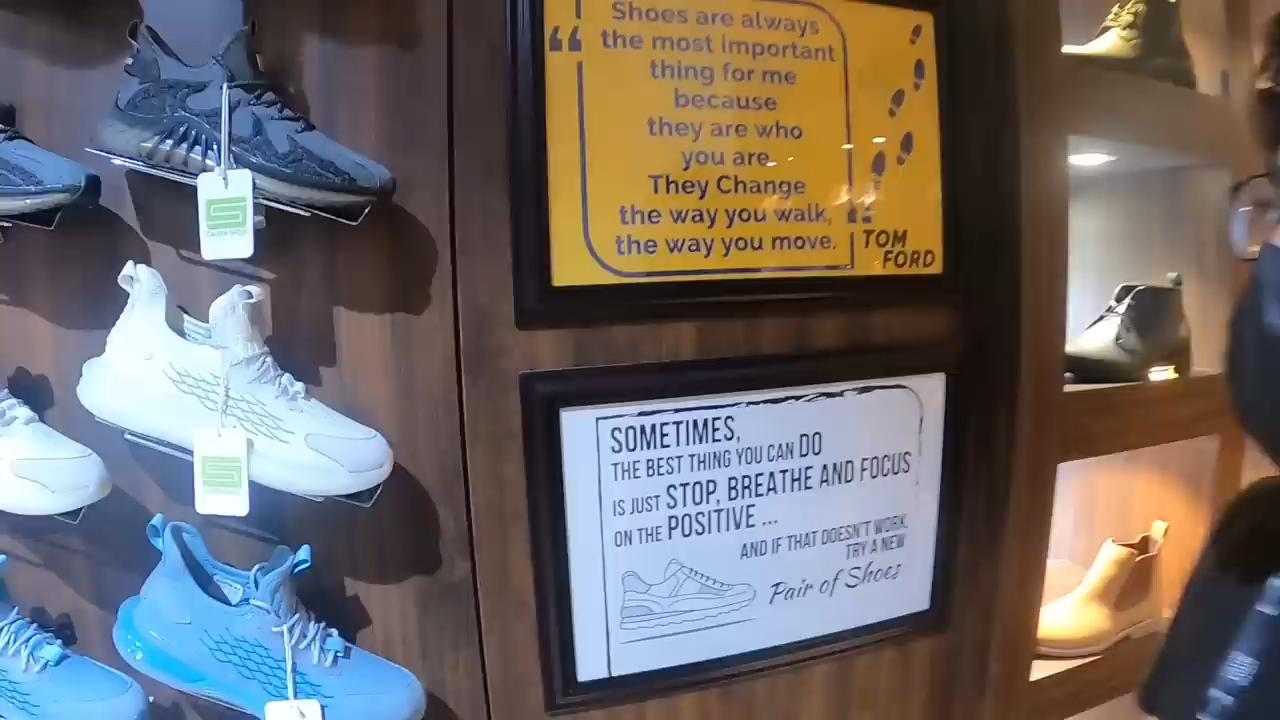 Shoes are always
the most important
thing for me
because
they are who
you are.
They Change
the way you walk,
the way you move.
TOM
FORD
SOMETIMES,
THE BEST THING YOU CAN DO
IS JUST STOP, BREATHE AND FOCUS
ON THE POSITIVE ...
AND IF THAT DOESN'T WORK,
TRY A NEW
Pair of Shoes